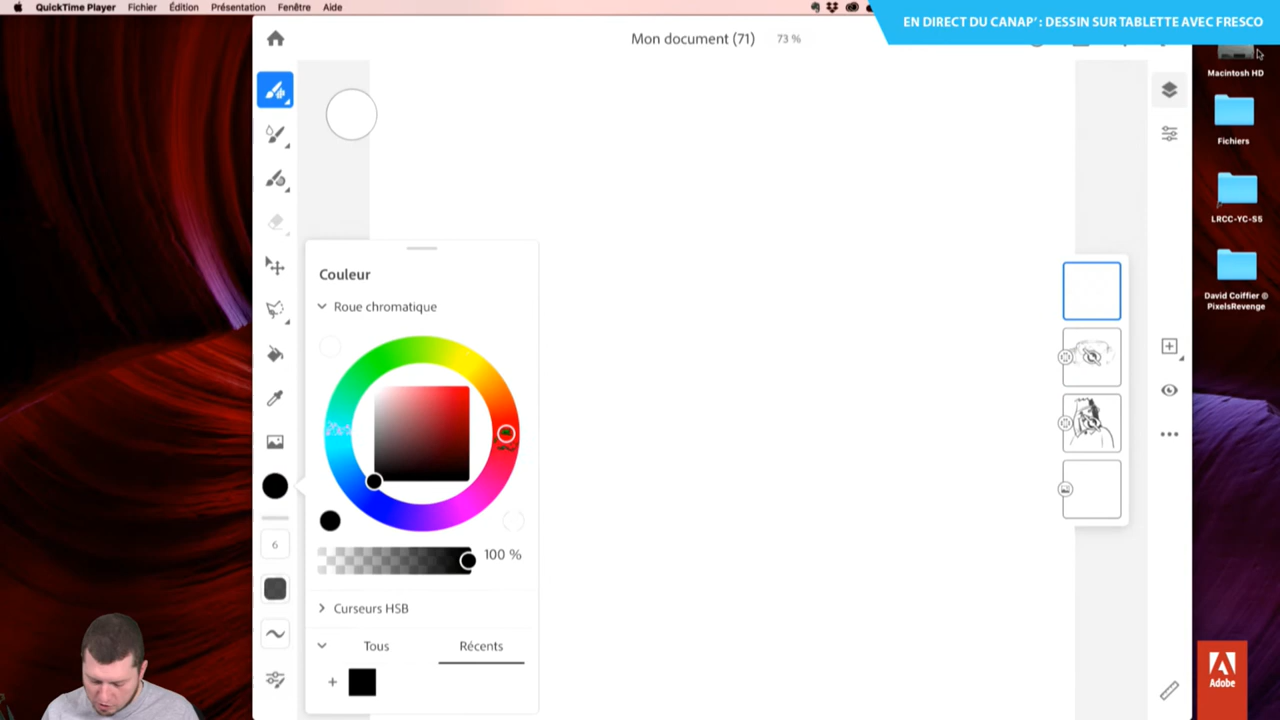 QuickTime Player Fichier Édition Présentation Fenêtre Aide
EN DIRECT DU CANAP' : DESSIN SUR TABLETTE AVEC FRESCO
Mon document (71) 73 %
Macintosh HD
Fichiers
LRCC-YC-S5
David Coiffier ©
PixelsRevenge
Couleur
Roue chromatique
100 %
6
Curseurs HSB
Tous Récents
Adobe